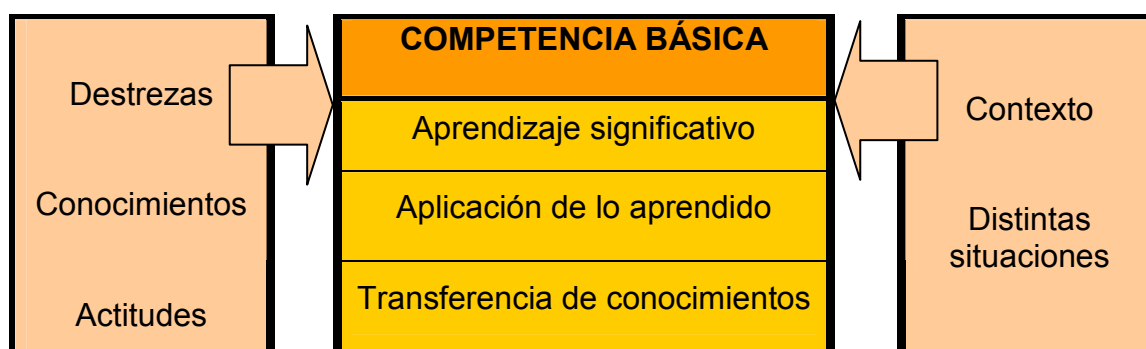 Destrezas
Conocimientos
Actitudes
COMPETENCIA BÁSICA
Aprendizaje significativo
Aplicación de lo aprendido
Transferencia de conocimientos
Contexto
Distintas
situaciones